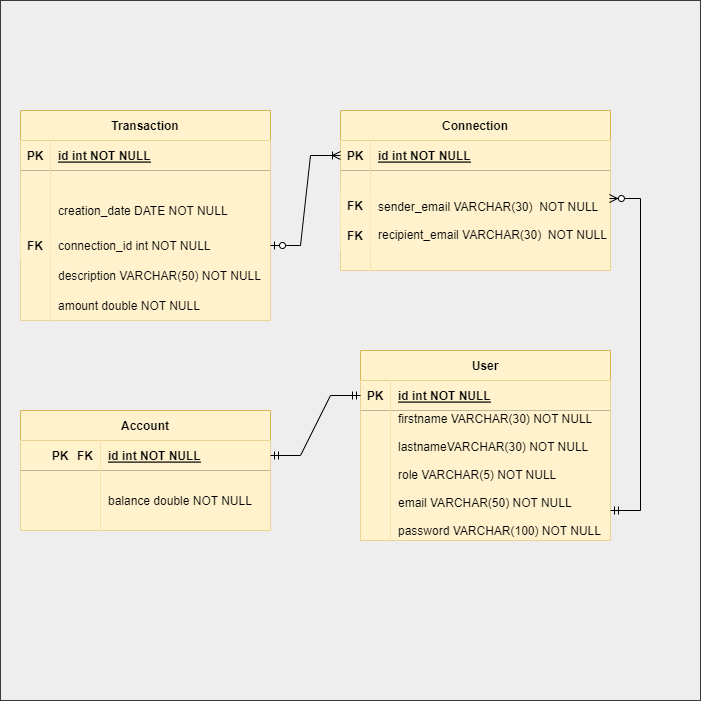 Transaction
PK id int NOT NULL
creation_date DATE NOT NULL
FK connection_id int NOT NULL
description VARCHAR(50) NOT NULL
amount double NOT NULL
Connection
PK id int NOT NULL
FK sender_email VARCHAR(30) NOT NULL
FK recipient_email VARCHAR(30) NOT NULL
User
PK id int NOT NULL
firstname VARCHAR(30) NOT NULL
lastnameVARCHAR(30) NOT NULL
role VARCHAR(5) NOT NULL
email VARCHAR(50) NOT NULL
password VARCHAR(100) NOT NULL
Account
PK FK id int NOT NULL
balance double NOT NULL